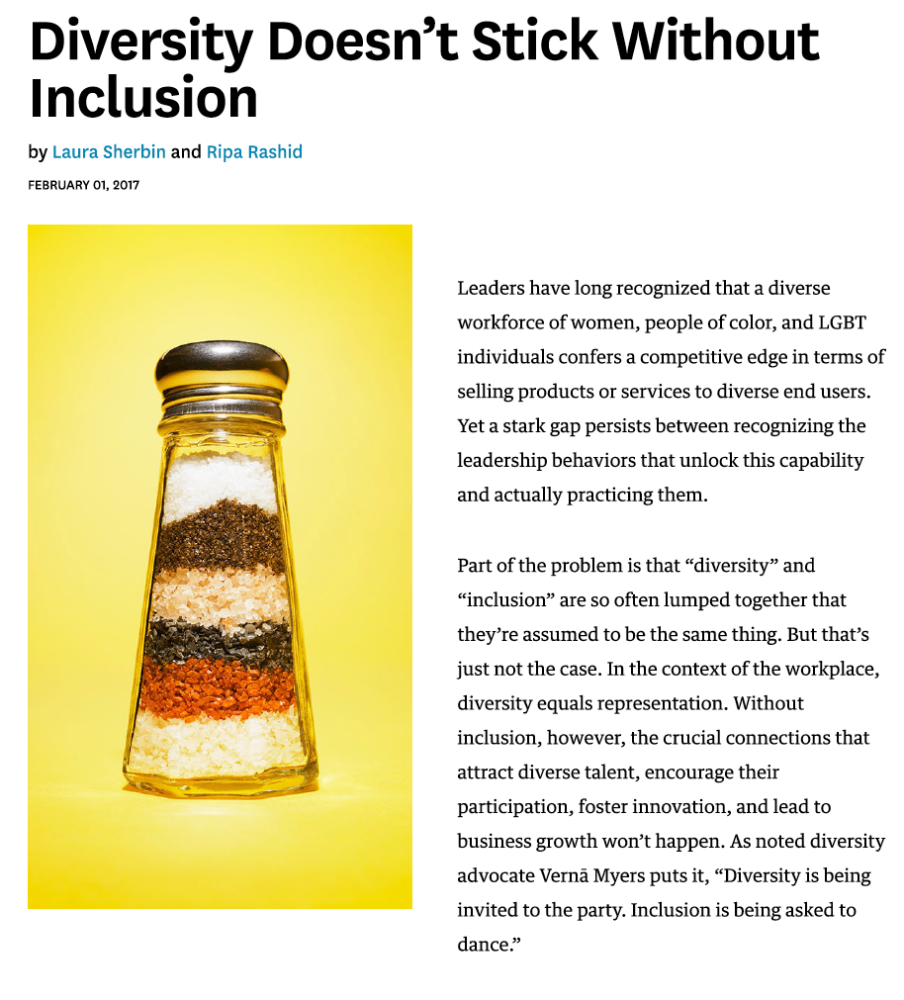 Diversity Doesn’t Stick Without
Inclusion
by Laura Sherbin and Ripa Rashid
FEBRUARY 01, 2017
Leaders have long recognized that a diverse
workforce of women, people of color, and LGBT
individuals confers a competitive edge in terms of
selling products or services to diverse end users.
Yet a stark gap persists between recognizing the
leadership behaviors that unlock this capability
and actually practicing them.
Part of the problem is that “diversity” and
“inclusion” are so often lumped together that
they’re assumed to be the same thing. But that’s
just not the case. In the context of the workplace,
diversity equals representation. Without
inclusion, however, the crucial connections that
attract diverse talent, encourage their
participation, foster innovation, and lead to
business growth won’t happen. As noted diversity
advocate Vernā Myers puts it, “Diversity is being
invited to the party. Inclusion is being asked to
dance.”